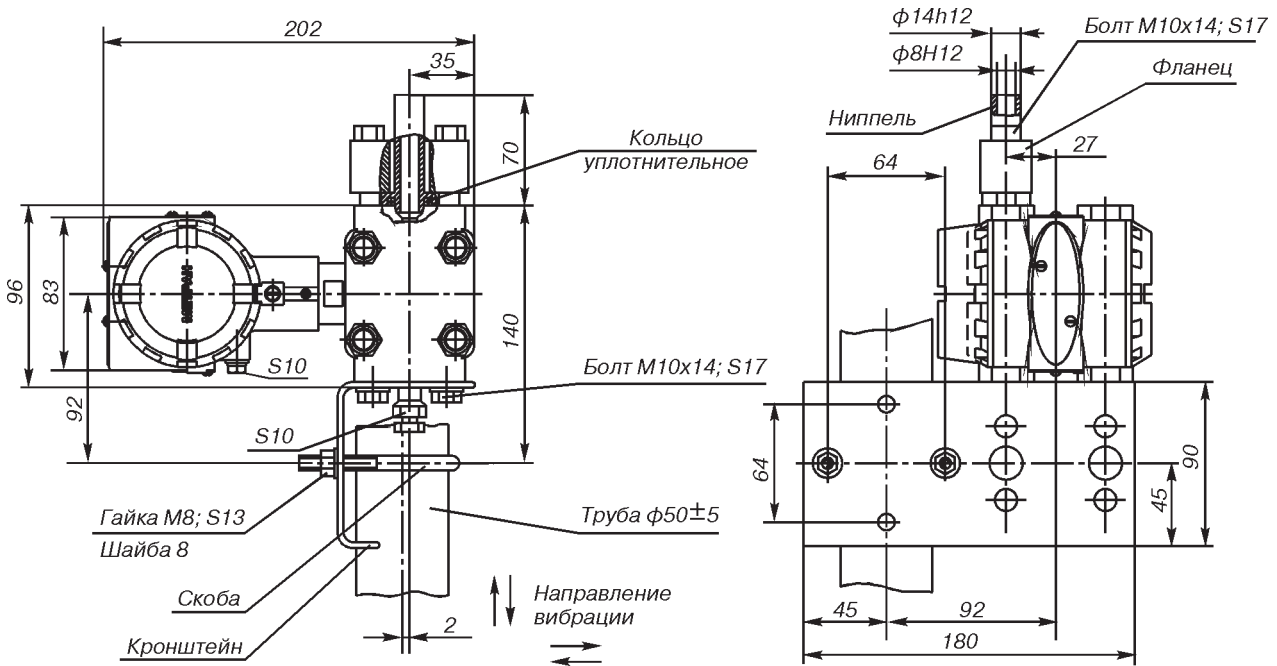 202
35
70
Кольцо
уплотнительное
96
83
МЕТРАН
140
S10
92
Болт М10х14; S17
S10
Гайка М8; S13
Шайба 8
Труба ф50±5
Скоба
Кронштейн
2
Направление
вибрации
ф14h12
Болт М10х14; S17
ф8Н12
Фланец
Ниппель
27
64
64
90
45
45
92
180